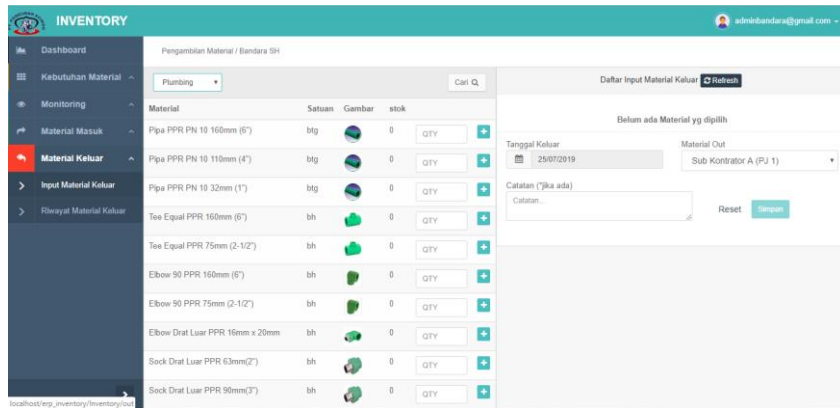 INVENTORY
adminbandara@gmail.com
Dashboard
Kebutuhan Material
Monitoring
Material Masuk
Material Keluar
Input Material Keluar
Riwayat Material Keluar
Pengambilan Material / Bandara SH
Plumbing
Cari
Material Satuan Gambar stok
Pipa PPR PN 10 160mm (6") btg 0 QTY
Pipa PPR PN 10 110mm (4") btg 0 QTY
Pipa PPR PN 10 32mm (1") btg 0 QTY
Tee Equal PPR 160mm (6") bh 0 QTY
Tee Equal PPR 75mm (2-1/2") bh 0 QTY
Elbow 90 PPR 160mm (6") bh 0 QTY
Elbow 90 PPR 75mm (2-1/2") bh 0 QTY
Elbow Drat Luar PPR 16mm x 20mm bh 0 QTY
Sock Drat Luar PPR 63mm(2") bh 0 QTY
Sock Drat Luar PPR 90mm(3") bh 0 QTY
Daftar Input Material Keluar Refresh
Belum ada Material yg dipilih
Tanggal Keluar Material Out
25/07/2019 Sub Kontrator A (PJ 1)
Catatan (*jika ada)
Catatan...
Reset Simpan
localhost/erp_inventory/Inventory/out